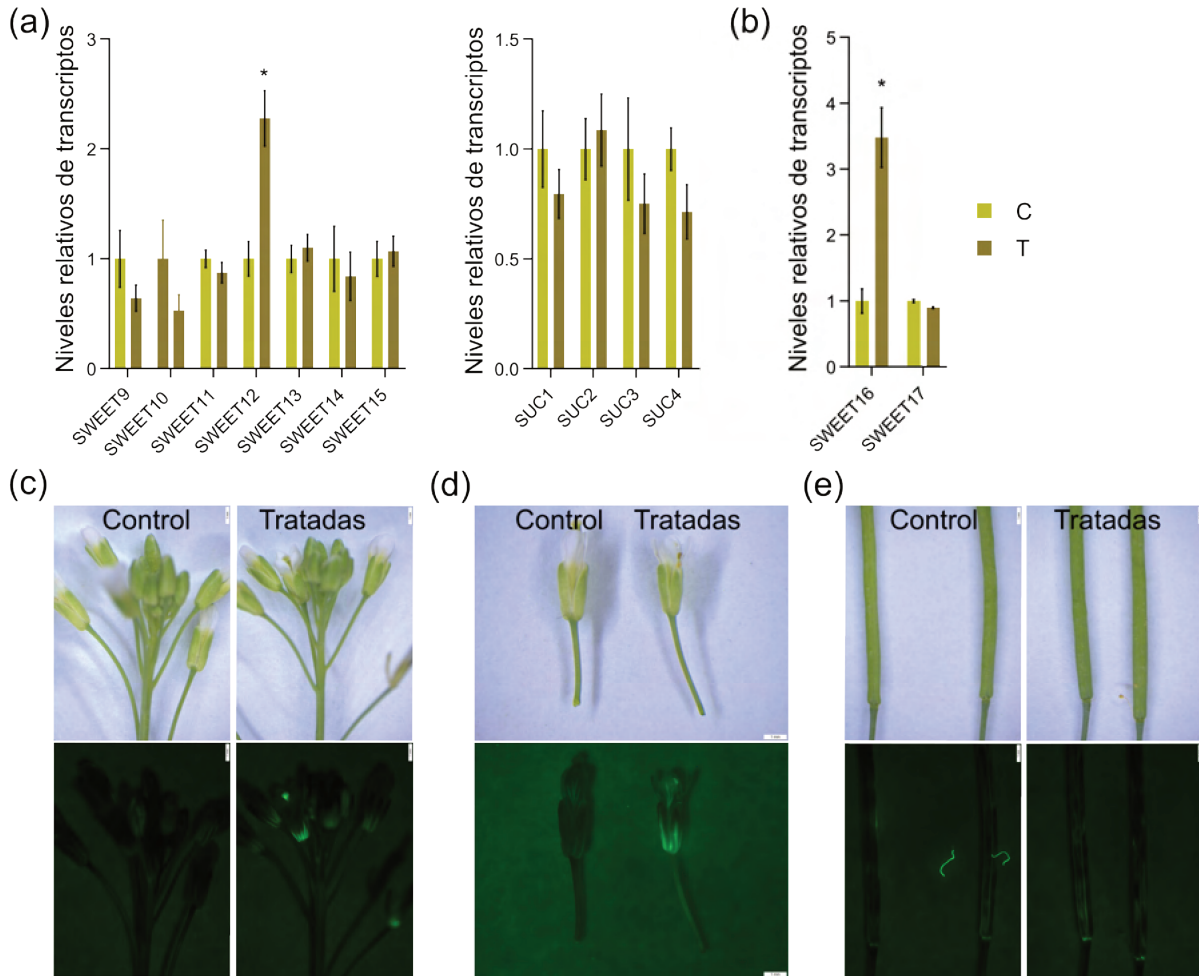 (a)
Niveles relativos de transcriptos
3
2
1
0
SWEET9
SWEET10
SWEET11
SWEET12
*
SWEET13
SWEET14
SWEET15
Niveles relativos de transcriptos
1.5
1.0
0.5
0.0
SUC1
SUC2
SUC3
SUC4
(b)
Niveles relativos de transcriptos
5
4
3
2
1
0
*
SWEET16
SWEET17
C
T
(c)
Control
Tratadas
(d)
Control
Tratadas
(e)
Control
Tratadas